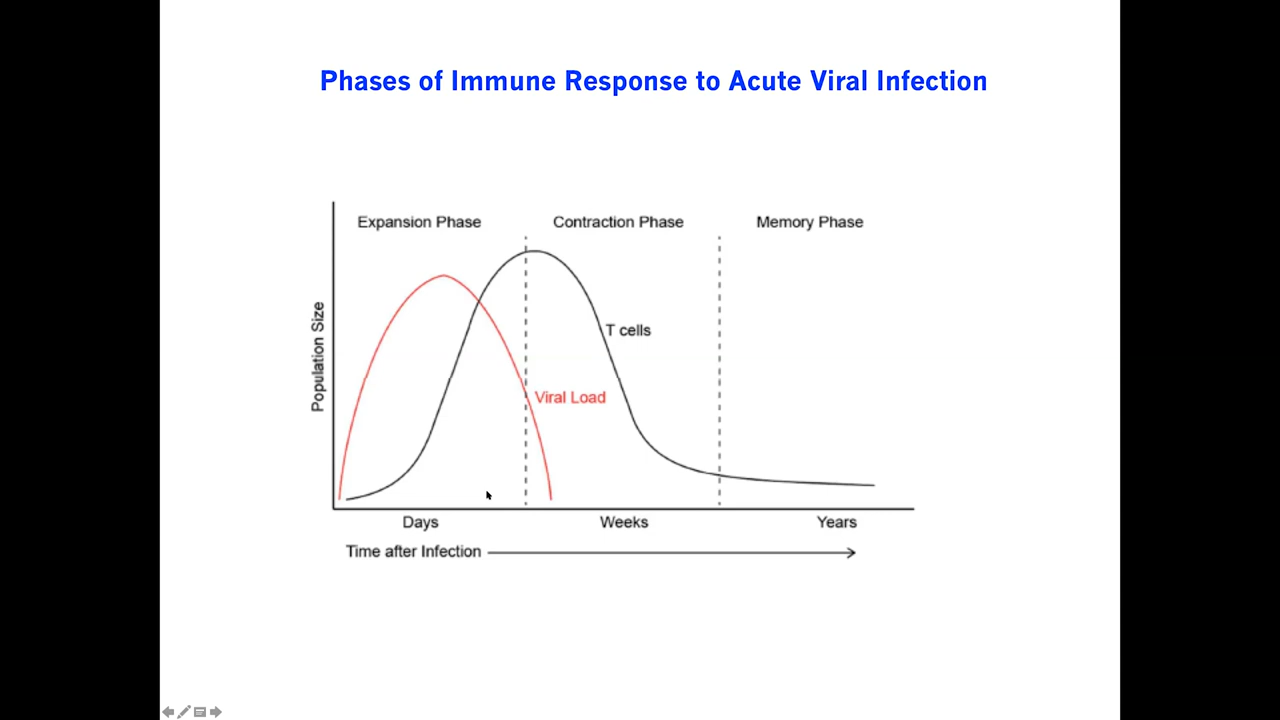 Phases of Immune Response to Acute Viral Infection
Expansion Phase
Contraction Phase
Memory Phase
Population Size
T cells
Viral Load
Days
Weeks
Years
Time after Infection